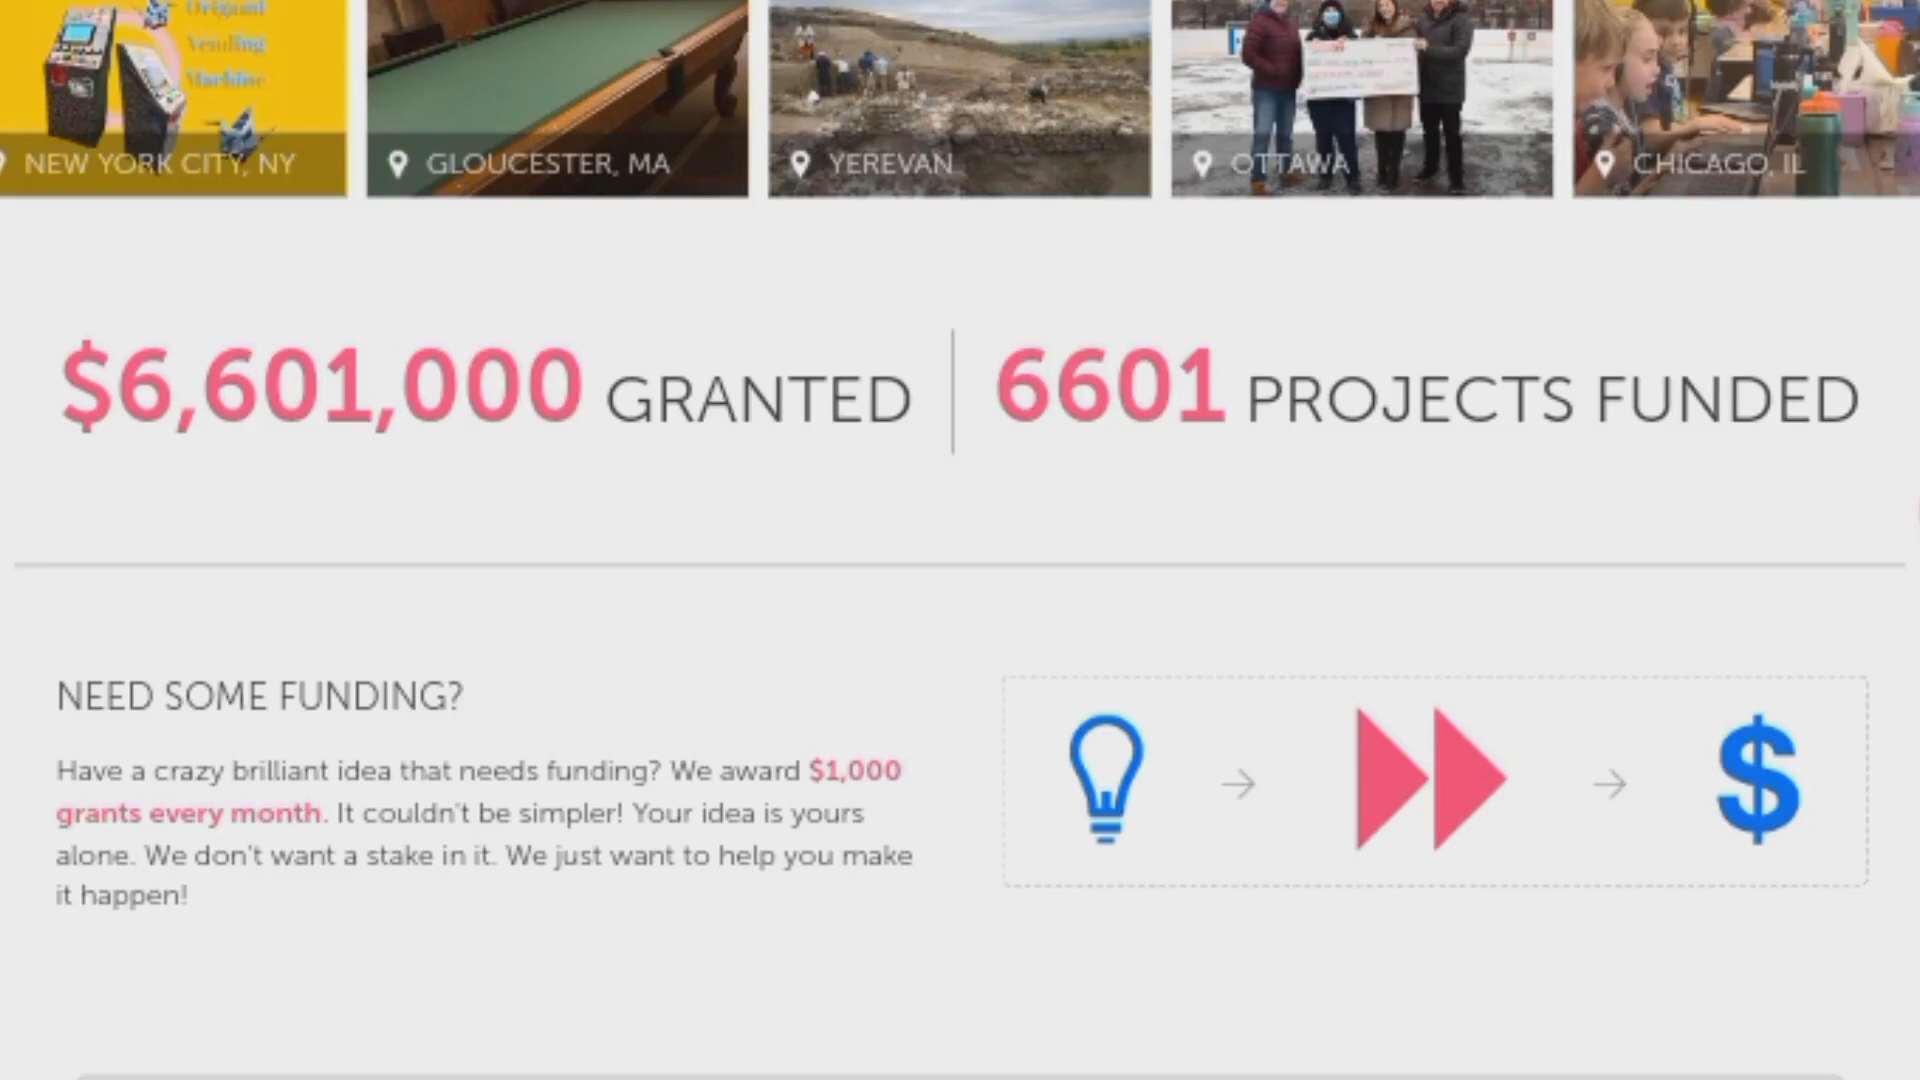 Origami
Vending
Machine
NEW YORK CITY, NY
GLOUCESTER, MA
YEREVAN
OTTAWA
CHICAGO, IL
$6,601,000 GRANTED
6601 PROJECTS FUNDED
NEED SOME FUNDING?
Have a crazy brilliant idea that needs funding? We award $1,000
grants every month. It couldn't be simpler! Your idea is yours
alone. We don't want a stake in it. We just want to help you make
it happen!
$